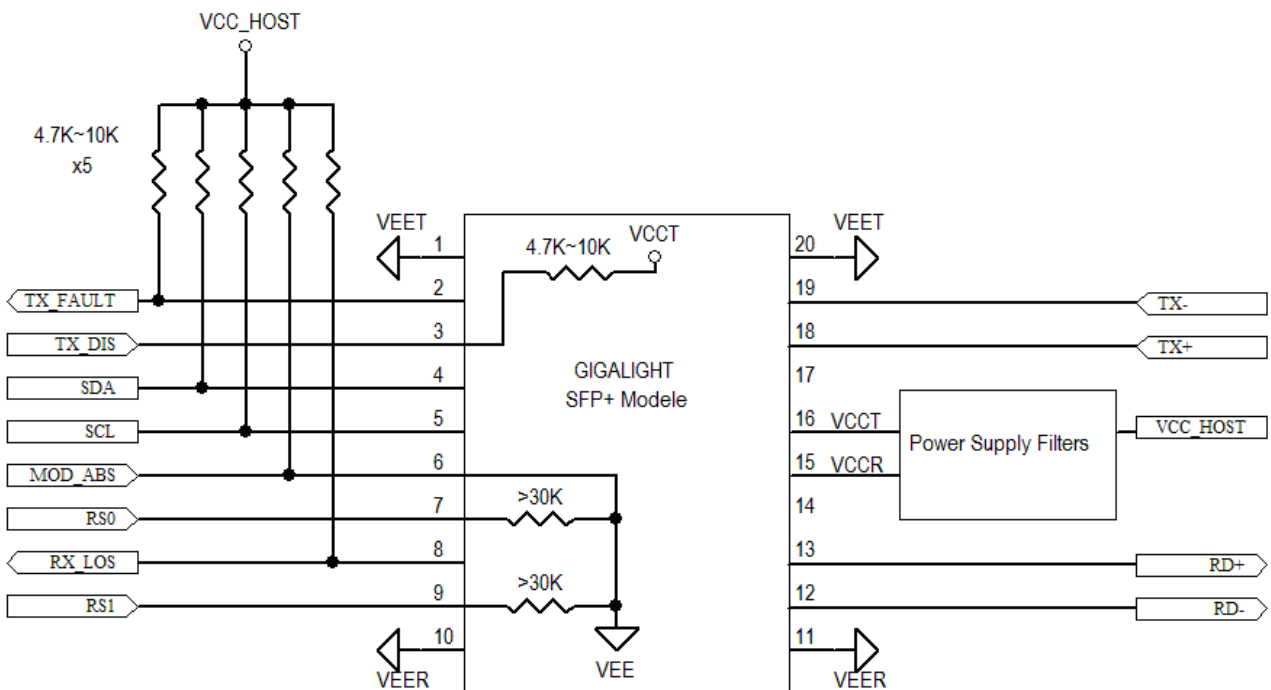 VCC_HOST
4.7K~10K
x5
VEET
1
2
3
4
5
6
7
8
9
10
VEER
TX_FAULT
TX_DIS
SDA
SCL
MOD_ABS
RS0
RX_LOS
RS1
4.7K~10K
VCCT
GIGALIGHT
SFP+ Modele
>30K
>30K
VEE
VEET
20
19
18
17
16 VCCT
15 VCCR
14
13
12
11
VEER
Power Supply Filters
TX-
TX+
VCC_HOST
RD+
RD-